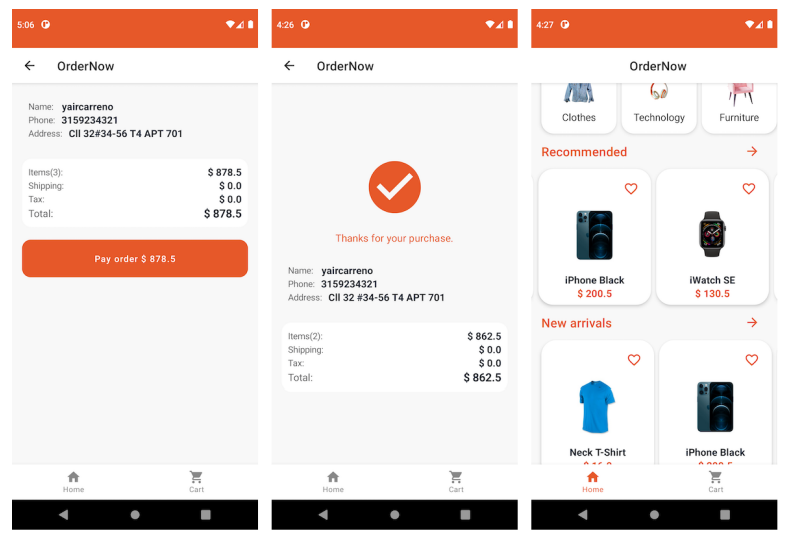 5:06
OrderNow
Name: yaircarreno
Phone: 3159234321
Address: Cll 32#34-56 T4 APT 701
Items(3): $ 878.5
Shipping: $ 0.0
Tax: $ 0.0
Total: $ 878.5
Pay order $ 878.5
Home Cart
4:26
OrderNow
Thanks for your purchase.
Name: yaircarreno
Phone: 3159234321
Address: Cll 32 #34-56 T4 APT 701
Items(2): $ 862.5
Shipping: $ 0.0
Tax: $ 0.0
Total: $ 862.5
Home Cart
4:27
OrderNow
Clothes Technology Furniture
Recommended
iPhone Black iWatch SE
$ 200.5 $ 130.5
New arrivals
Neck T-Shirt iPhone Black
Home Cart